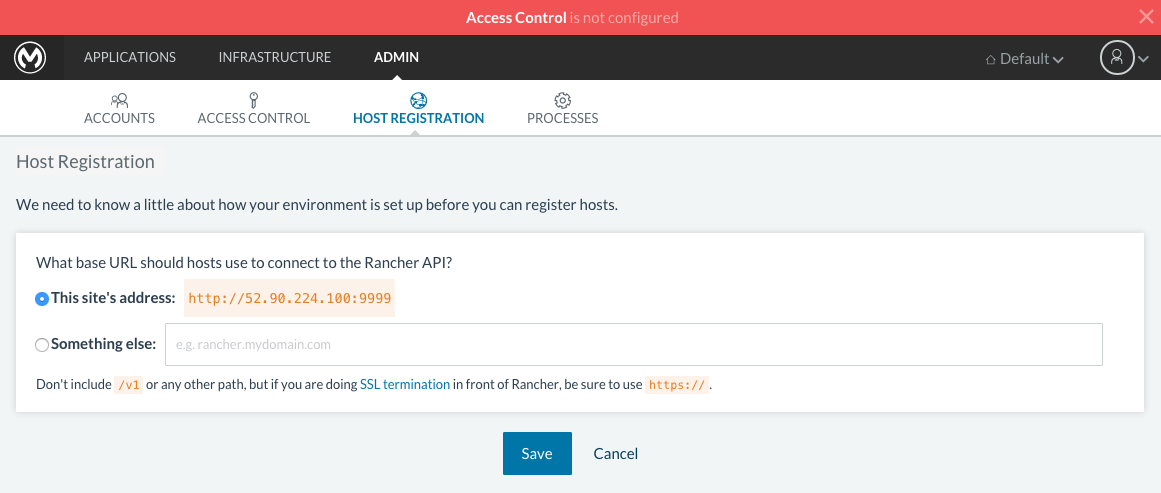 Access Control is not configured
APPLICATIONS INFRASTRUCTURE ADMIN Default
ACCOUNTS ACCESS CONTROL HOST REGISTRATION PROCESSES
Host Registration
We need to know a little about how your environment is set up before you can register hosts.
What base URL should hosts use to connect to the Rancher API?
This site's address: http://52.90.224.100:9999
Something else: e.g. rancher.mydomain.com
Don't include /v1 or any other path, but if you are doing SSL termination in front of Rancher, be sure to use https:// .
Save Cancel